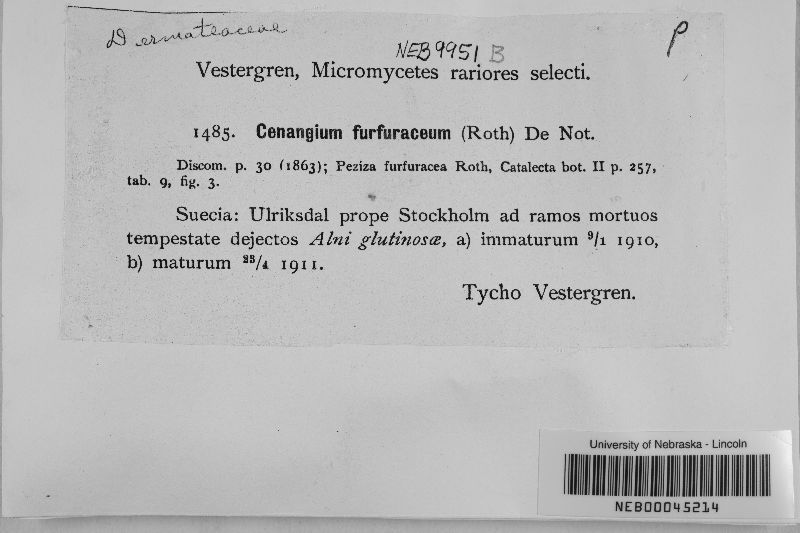 Dermateaceae
P
NEB 9951 B
Vestergren, Micromycetes rariores selecti.
1485. Cenangium furfuraceum (Roth) De Not.
Discom. p. 30 (1863); Peziza furfuracea Roth, Catalecta bot. II p. 257,
tab. 9, fig. 3.
Suecia: Ulriksdal prope Stockholm ad ramos mortuos
tempestate dejectos Alni glutinosæ, a) immaturum 9/1 1910,
b) maturum 23/4 1911.
Tycho Vestergren.
University of Nebraska - Lincoln
NEB00045214